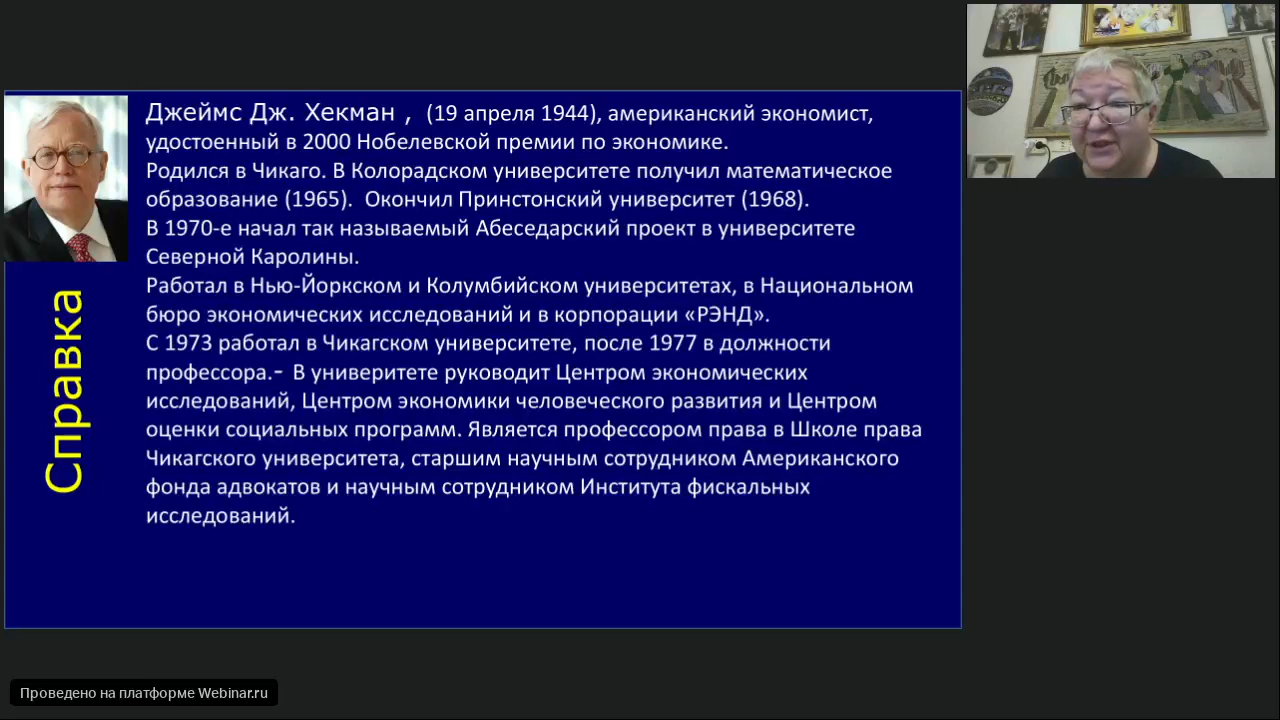 Джеймс Дж. Хекман , (19 апреля 1944), американский экономист,
удостоенный в 2000 Нобелевской премии по экономике.
Родился в Чикаго. В Колорадском университете получил математическое
образование (1965). Окончил Принстонский университет (1968).
В 1970-е начал так называемый Абеседарский проект в университете
Северной Каролины.
Работал в Нью-Йоркском и Колумбийском университетах, в Национальном
бюро экономических исследований и в корпорации «РЭНД».
С 1973 работал в Чикагском университете, после 1977 в должности
профессора.- В универитете руководит Центром экономических
исследований, Центром экономики человеческого развития и Центром
оценки социальных программ. Является профессором права в Школе права
Чикагского университета, старшим научным сотрудником Американского
фонда адвокатов и научным сотрудником Института фискальных
исследований.
Справка
Проведено на платформе Webinar.ru